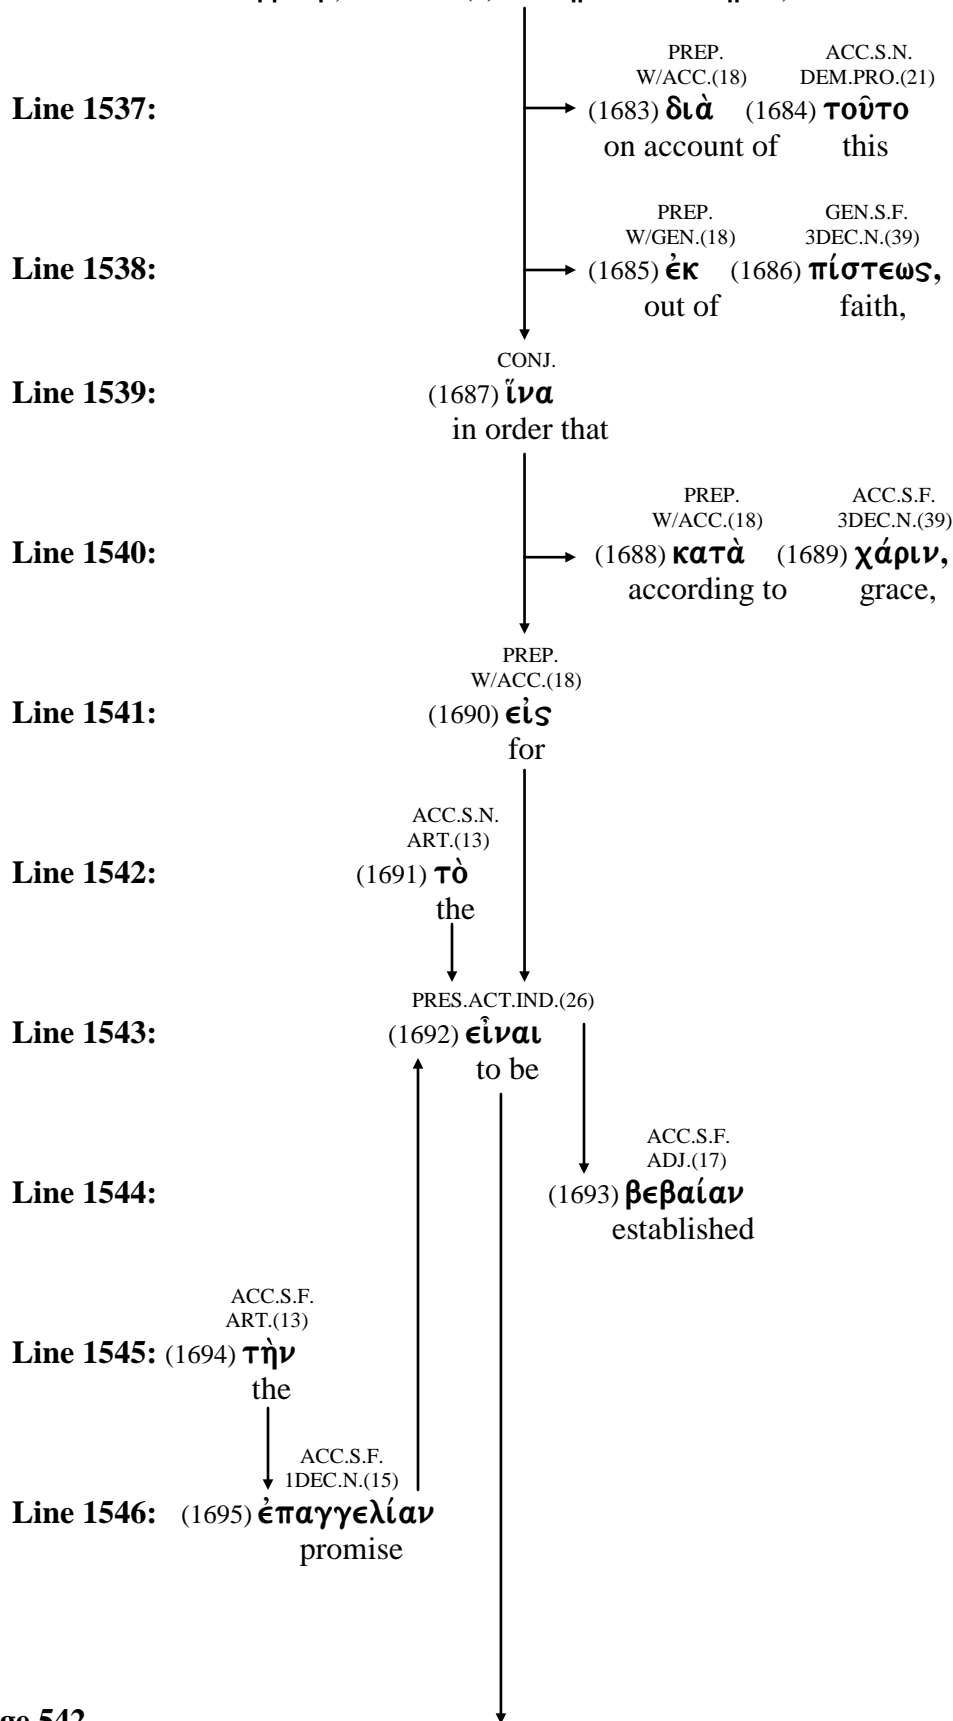 PREP. ACC.S.N.
W/ACC.(18) DEM.PRO.(21)
Line 1537: (1683) διὰ (1684) τοῦτο
on account of this
PREP. GEN.S.F.
W/GEN.(18) 3DEC.N.(39)
Line 1538: (1685) ἐκ (1686) πίστεως,
out of faith,
CONJ.
Line 1539: (1687) ἵνα
in order that
PREP. ACC.S.F.
W/ACC.(18) 3DEC.N.(39)
Line 1540: (1688) κατὰ (1689) χάριν,
according to grace,
PREP.
W/ACC.(18)
Line 1541: (1690) εἰς
for
ACC.S.N.
ART.(13)
Line 1542: (1691) τὸ
the
PRES.ACT.IND.(26)
Line 1543: (1692) εἶναι
to be
ACC.S.F.
ADJ.(17)
Line 1544: (1693) βεβαίαν
established
ACC.S.F.
ART.(13)
Line 1545: (1694) τὴν
the
ACC.S.F.
1DEC.N.(15)
Line 1546: (1695) ἐπαγγελίαν
promise
542